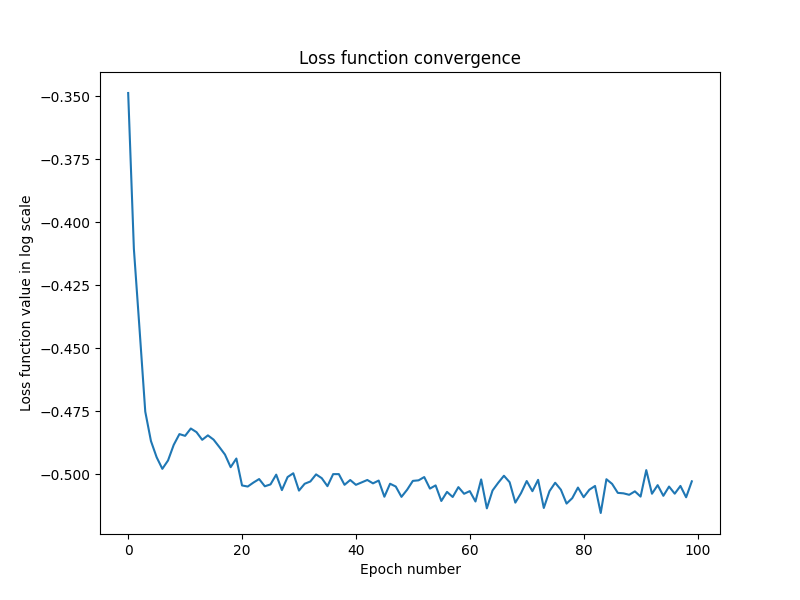 Loss function convergence
Loss function value in log scale
−0.350
−0.375
−0.400
−0.425
−0.450
−0.475
−0.500
0 20 40 60 80 100
Epoch number